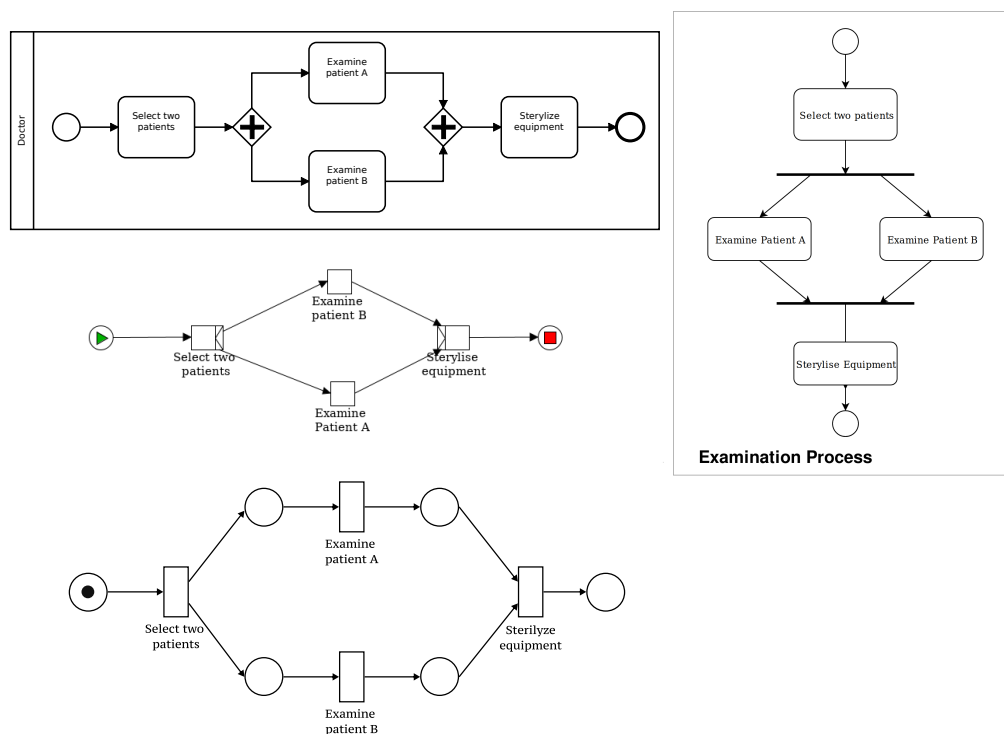 Doctor
Select two
patients
Examine
patient A
Examine
patient B
Sterylize
equipment
Select two patients
Examine Patient A
Examine Patient B
Sterylise Equipment
Examination Process
Examine
patient B
Select two
patients
Sterylise
equipment
Examine
Patient A
Examine
patient A
Select two
patients
Sterilyze
equipment
Examine
patient B